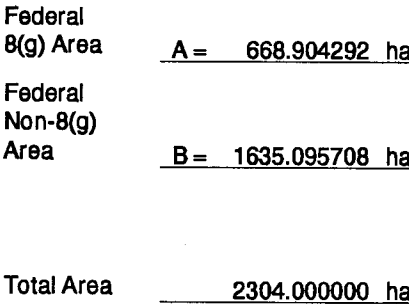 Federal
8(g) Area A = 668.904292 ha
Federal
Non-8(g)
Area B = 1635.095708 ha
Total Area 2304.000000 ha